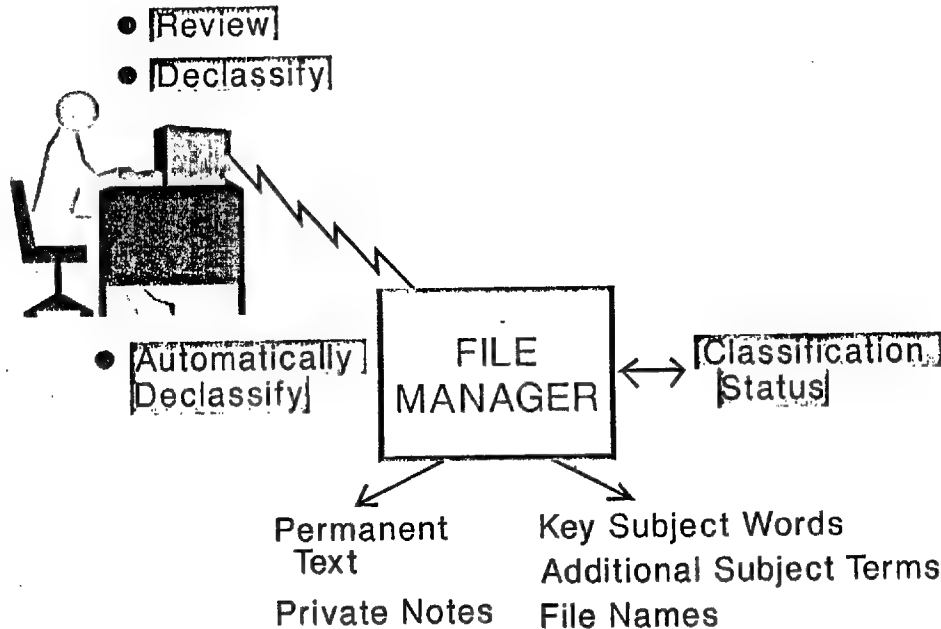 • Review
• Declassify
• Automatically
Declassify
FILE
MANAGER
Classification
Status
Permanent
Text
Private Notes
Key Subject Words
Additional Subject Terms
File Names